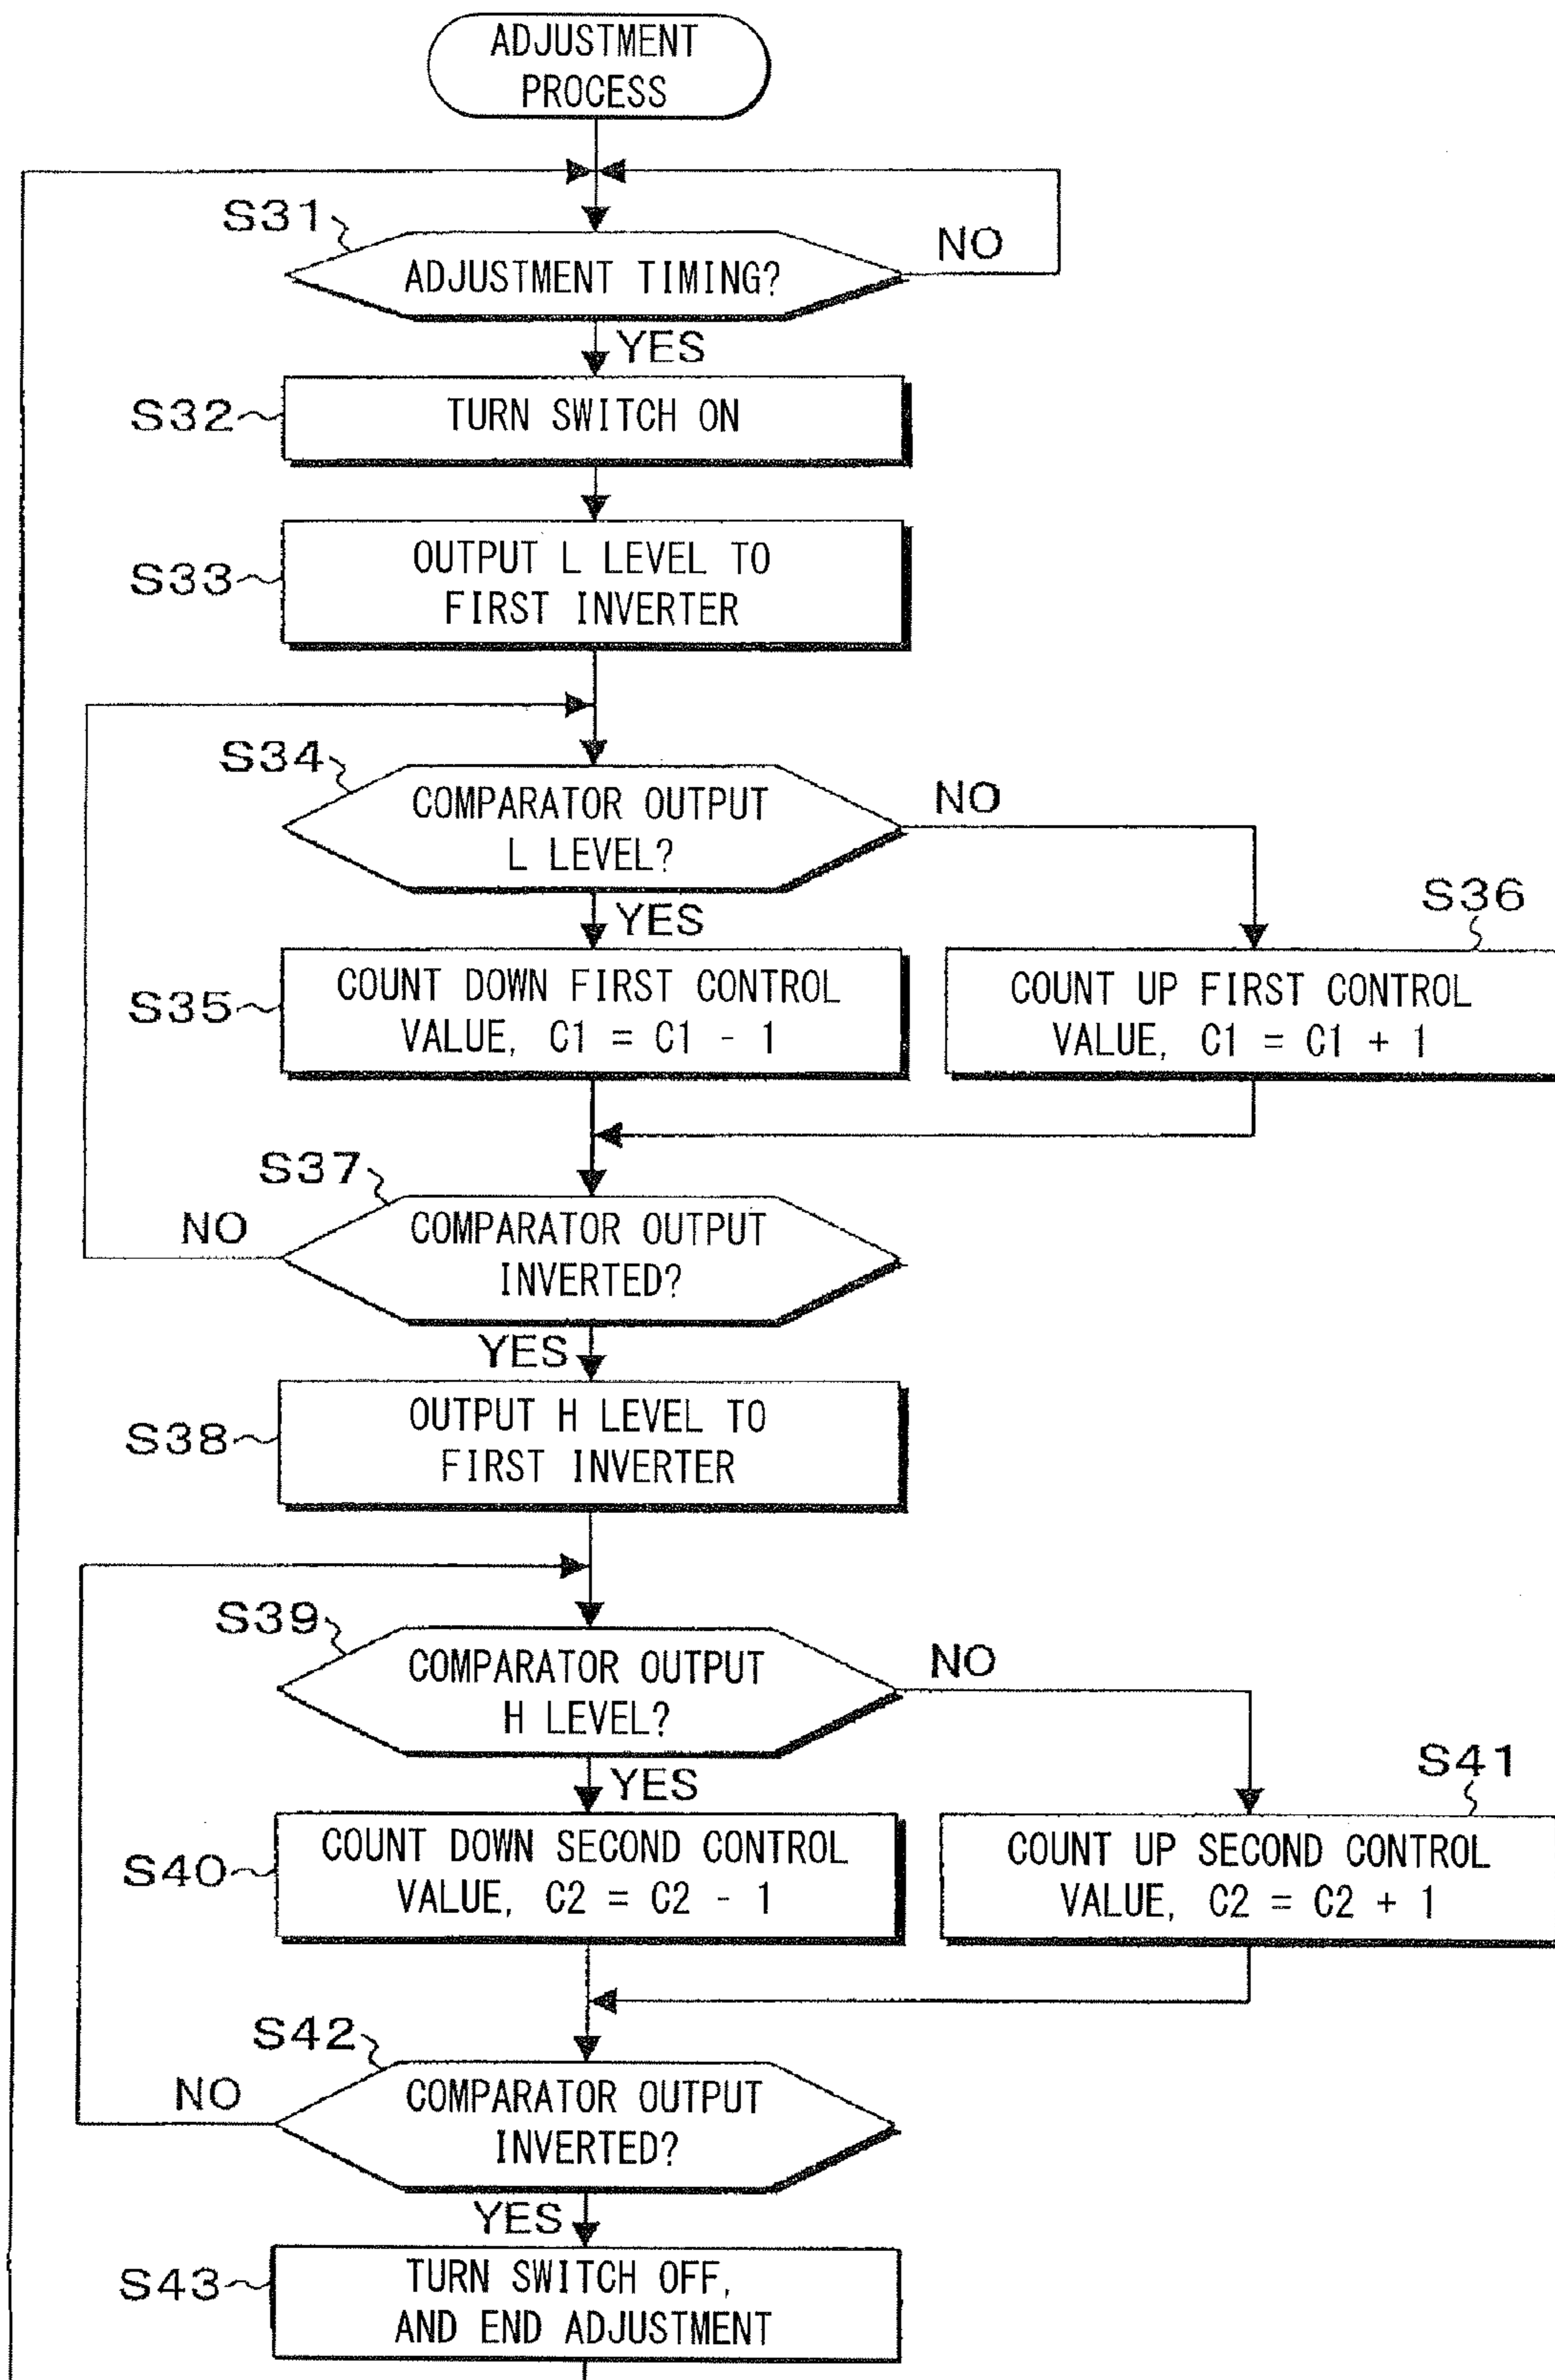 ADJUSTMENT
PROCESS
S31
ADJUSTMENT TIMING?
NO
YES
S32
TURN SWITCH ON
S33
OUTPUT L LEVEL TO
FIRST INVERTER
S34
COMPARATOR OUTPUT
L LEVEL?
NO
YES
S35
COUNT DOWN FIRST CONTROL
VALUE, C1 = C1 - 1
S36
COUNT UP FIRST CONTROL
VALUE, C1 = C1 + 1
S37
COMPARATOR OUTPUT
INVERTED?
NO
YES
S38
OUTPUT H LEVEL TO
FIRST INVERTER
S39
COMPARATOR OUTPUT
H LEVEL?
NO
YES
S40
COUNT DOWN SECOND CONTROL
VALUE, C2 = C2 - 1
S41
COUNT UP SECOND CONTROL
VALUE, C2 = C2 + 1
S42
COMPARATOR OUTPUT
INVERTED?
NO
YES
S43
TURN SWITCH OFF,
AND END ADJUSTMENT